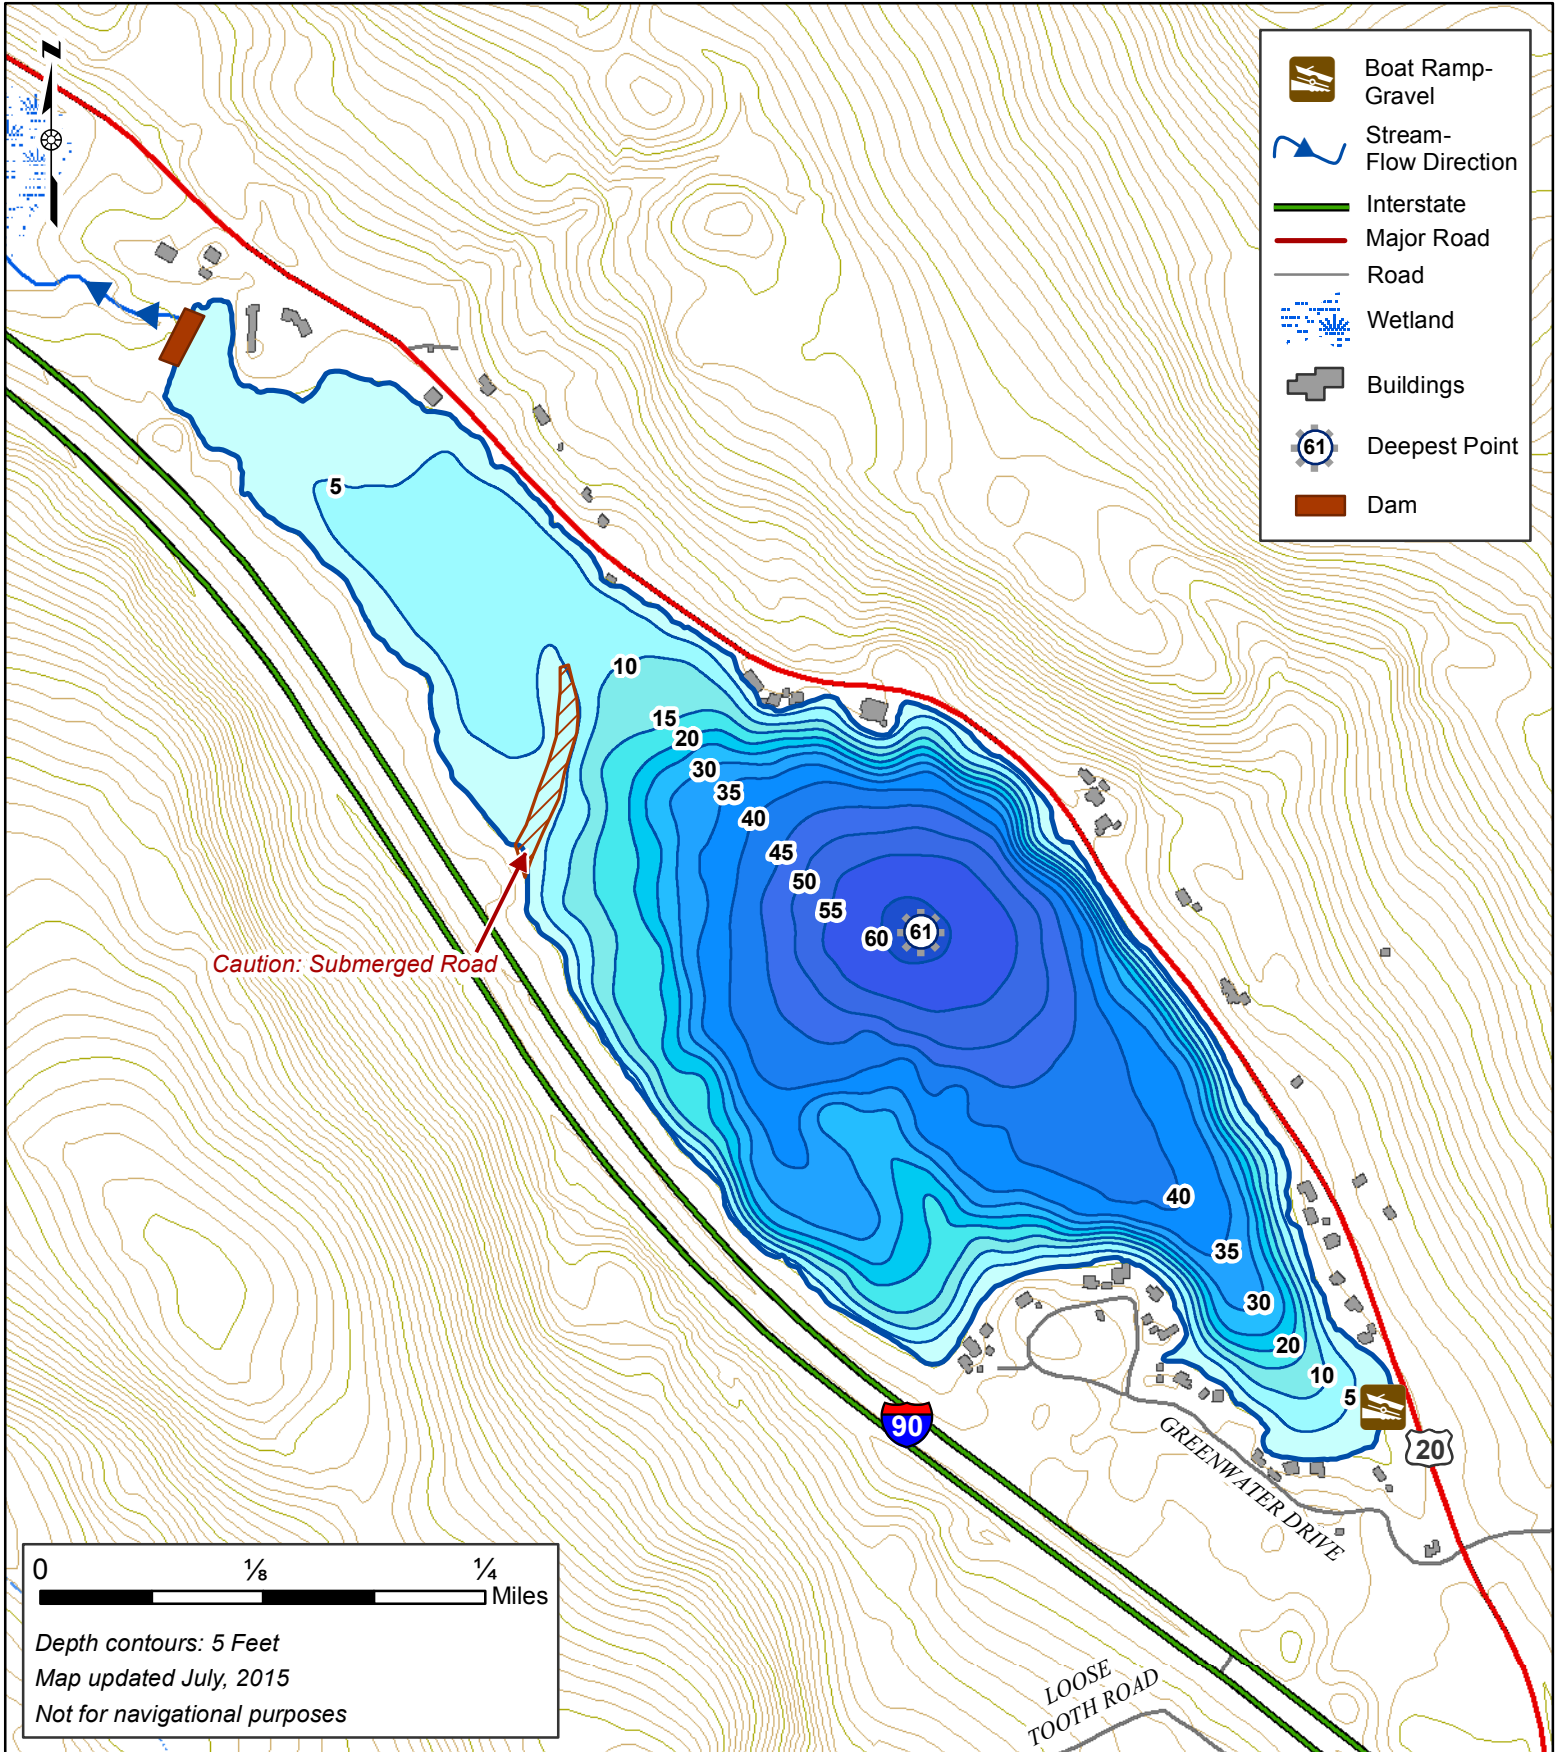 N
Boat Ramp-
Gravel
Stream-
Flow Direction
Interstate
Major Road
Road
Wetland
Buildings
61
Deepest Point
Dam
5
10
15
20
30
35
40
45
50
55
60
61
Caution: Submerged Road
40
35
30
20
10
5
90
20
GREENWATER DRIVE
LOOSE
TOOTH ROAD
0 ⅛ ¼
Miles
Depth contours: 5 Feet
Map updated July, 2015
Not for navigational purposes